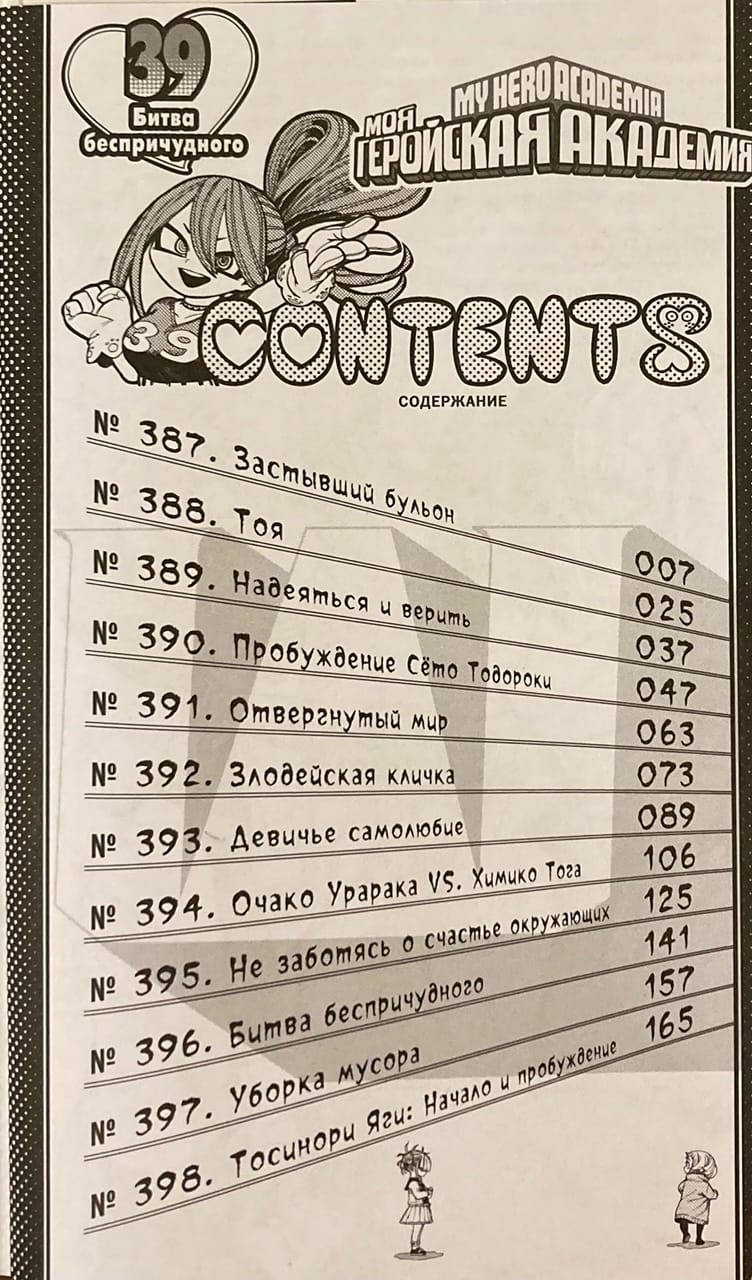 39
Битва
беспричудного
MY HERO ACADEMIA
МОЯ
ГЕРОЙСКАЯ АКАДЕМИЯ
39
CONTENTS
СОДЕРЖАНИЕ
№ 387. Застывший бульон 007
№ 388. Тоя 025
№ 389. Надеяться и верить 037
№ 390. Пробуждение Сёто Тодороки 047
№ 391. Отвергнутый мир 063
№ 392. Злодейская кличка 073
№ 393. Девичье самолюбие 089
№ 394. Очако Урарака VS. Химико Тога 106
№ 395. Не заботясь о счастье окружающих 125
№ 396. Битва беспричудного 141
№ 397. Уборка мусора 157
№ 398. Тосинори Яги: Начало и пробуждение 165